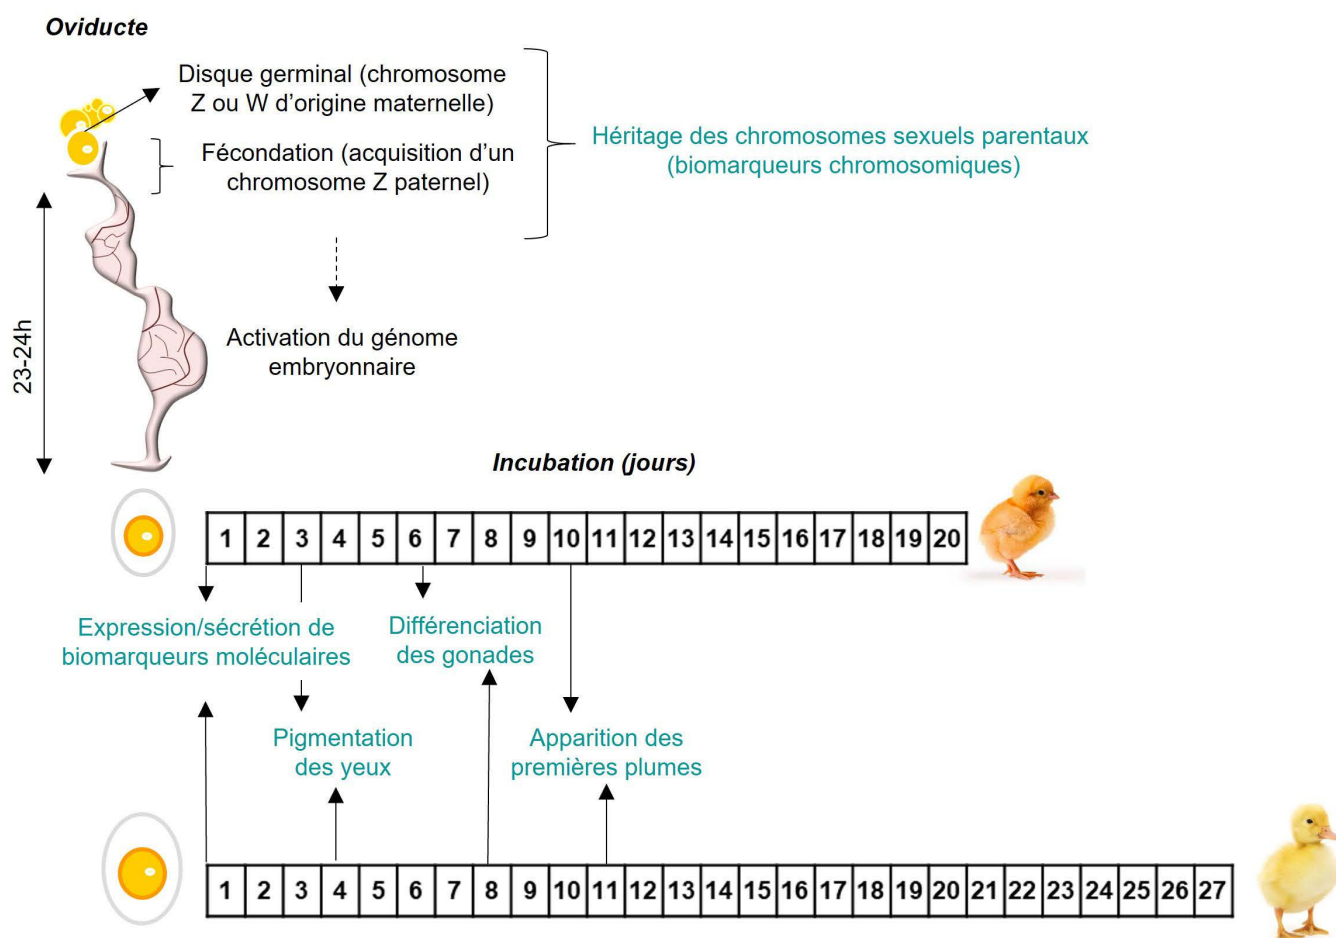 Oviducte
Disque germinal (chromosome
Z ou W d'origine maternelle)
Fécondation (acquisition d'un
chromosome Z paternel)
Héritage des chromosomes sexuels parentaux
(biomarqueurs chromosomiques)
23-24h
Activation du génome
embryonnaire
Incubation (jours)
1 2 3 4 5 6 7 8 9 10 11 12 13 14 15 16 17 18 19 20
Expression/sécrétion de
biomarqueurs moléculaires
Différenciation
des gonades
Pigmentation
des yeux
Apparition des
premières plumes
1 2 3 4 5 6 7 8 9 10 11 12 13 14 15 16 17 18 19 20 21 22 23 24 25 26 27